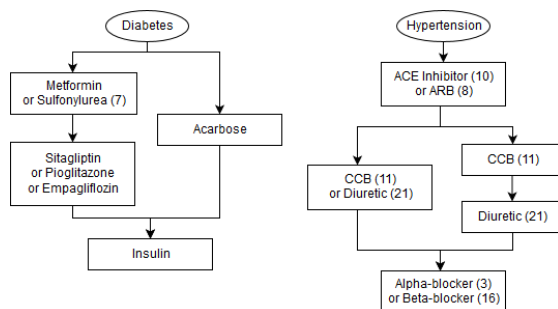 Diabetes
Metformin
or Sulfonylurea (7)
Acarbose
Sitagliptin
or Pioglitazone
or Empagliflozin
Insulin
Hypertension
ACE Inhibitor (10)
or ARB (8)
CCB (11)
or Diuretic (21)
CCB (11)
Diuretic (21)
Alpha-blocker (3)
or Beta-blocker (16)